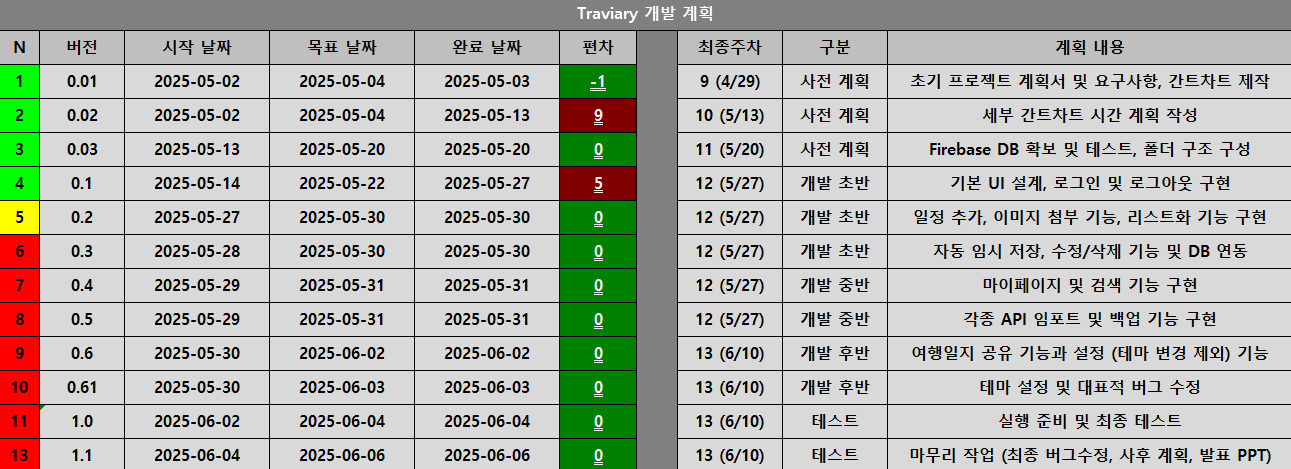 Traviary 개발 계획
N 버전 시작 날짜 목표 날짜 완료 날짜 편차 최종주차 구분 계획 내용
1 0.01 2025-05-02 2025-05-04 2025-05-03 -1 9 (4/29) 사전 계획 초기 프로젝트 계획서 및 요구사항, 간트차트 제작
2 0.02 2025-05-02 2025-05-04 2025-05-13 9 10 (5/13) 사전 계획 세부 간트차트 시간 계획 작성
3 0.03 2025-05-13 2025-05-20 2025-05-20 0 11 (5/20) 사전 계획 Firebase DB 확보 및 테스트, 폴더 구조 구성
4 0.1 2025-05-14 2025-05-22 2025-05-27 5 12 (5/27) 개발 초반 기본 UI 설계, 로그인 및 로그아웃 구현
5 0.2 2025-05-27 2025-05-30 2025-05-30 0 12 (5/27) 개발 초반 일정 추가, 이미지 첨부 기능, 리스트화 기능 구현
6 0.3 2025-05-28 2025-05-30 2025-05-30 0 12 (5/27) 개발 초반 자동 임시 저장, 수정/삭제 기능 및 DB 연동
7 0.4 2025-05-29 2025-05-31 2025-05-31 0 12 (5/27) 개발 중반 마이페이지 및 검색 기능 구현
8 0.5 2025-05-29 2025-05-31 2025-05-31 0 12 (5/27) 개발 중반 각종 API 임포트 및 백업 기능 구현
9 0.6 2025-05-30 2025-06-02 2025-06-02 0 13 (6/10) 개발 후반 여행일지 공유 기능과 설정 (테마 변경 제외) 기능
10 0.61 2025-05-30 2025-06-03 2025-06-03 0 13 (6/10) 개발 후반 테마 설정 및 대표적 버그 수정
11 1.0 2025-06-02 2025-06-04 2025-06-04 0 13 (6/10) 테스트 실행 준비 및 최종 테스트
13 1.1 2025-06-04 2025-06-06 2025-06-06 0 13 (6/10) 테스트 마무리 작업 (최종 버그수정, 사후 계획, 발표 PPT)